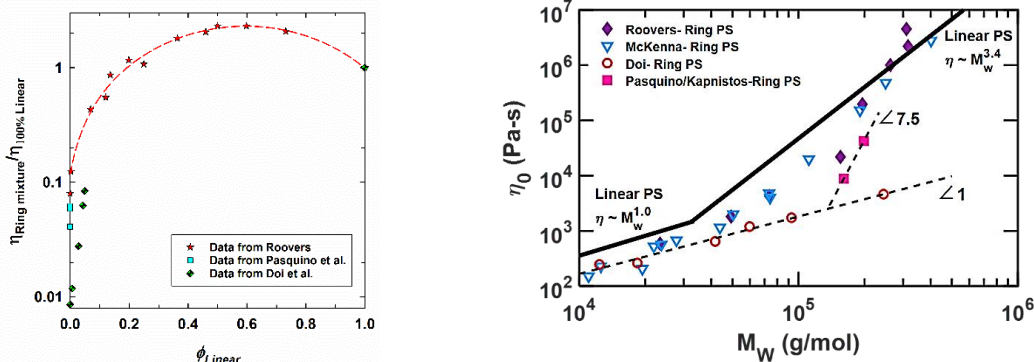 η Ring mixture/η 100% Linear
1
0.1
0.01
Data from Roovers
Data from Pasquino et al.
Data from Doi et al.
0.0 0.2 0.4 0.6 0.8 1.0
ϕLinear
η0 (Pa-s)
10^7
10^6
10^5
10^4
10^3
10^2
Roovers- Ring PS
McKenna- Ring PS
Doi- Ring PS
Pasquino/Kapnistos-Ring PS
Linear PS
η ~ Mw^3.4
∠7.5
Linear PS
η ~ Mw^1.0
∠1
10^4 10^5 10^6
MW (g/mol)